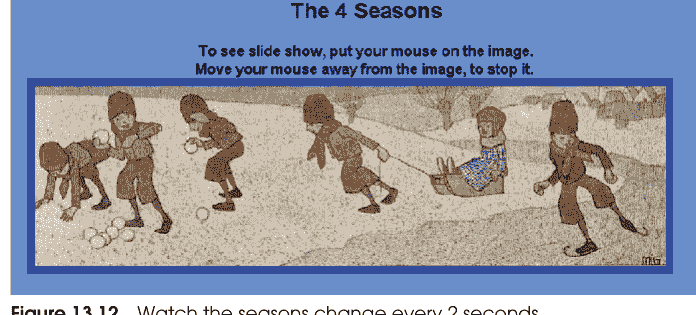 The 4 Seasons
To see slide show, put your mouse on the image.
Move your mouse away from the image, to stop it.
Figure 13.12 Watch the seasons change every 2 seconds.